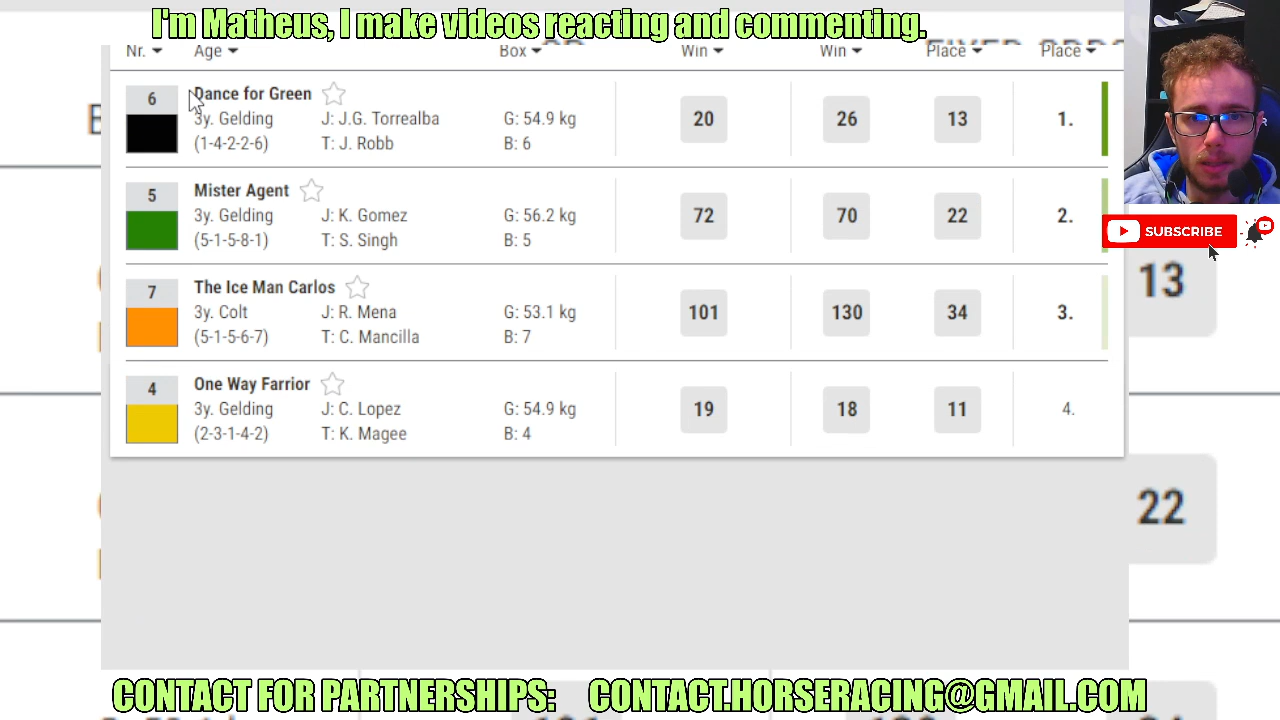 I'm Matheus, I make videos reacting and commenting.
Nr. Age Box Win Win Place Place
6 Dance for Green
3y. Gelding J: J.G. Torrealba G: 54.9 kg 20 26 13 1.
(1-4-2-2-6) T: J. Robb B: 6
5 Mister Agent
3y. Gelding J: K. Gomez G: 56.2 kg 72 70 22 2.
(5-1-5-8-1) T: S. Singh B: 5
SUBSCRIBE
7 The Ice Man Carlos
3y. Colt J: R. Mena G: 53.1 kg 101 130 34 3.
(5-1-5-6-7) T: C. Mancilla B: 7
13
4 One Way Farrior
3y. Gelding J: C. Lopez G: 54.9 kg 19 18 11 4.
(2-3-1-4-2) T: K. Magee B: 4
22
CONTACT FOR PARTNERSHIPS: CONTACT.HORSERACING@GMAIL.COM